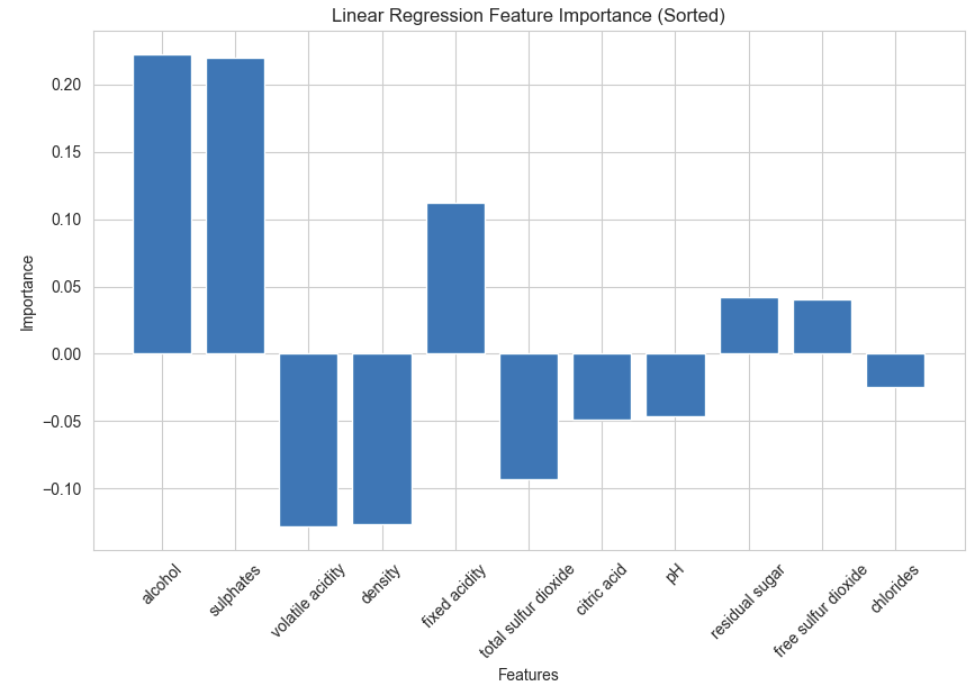 Linear Regression Feature Importance (Sorted)
0.20
0.15
0.10
0.05
0.00
−0.05
−0.10
Importance
alcohol
sulphates
volatile acidity
density
fixed acidity
total sulfur dioxide
citric acid
pH
residual sugar
free sulfur dioxide
chlorides
Features